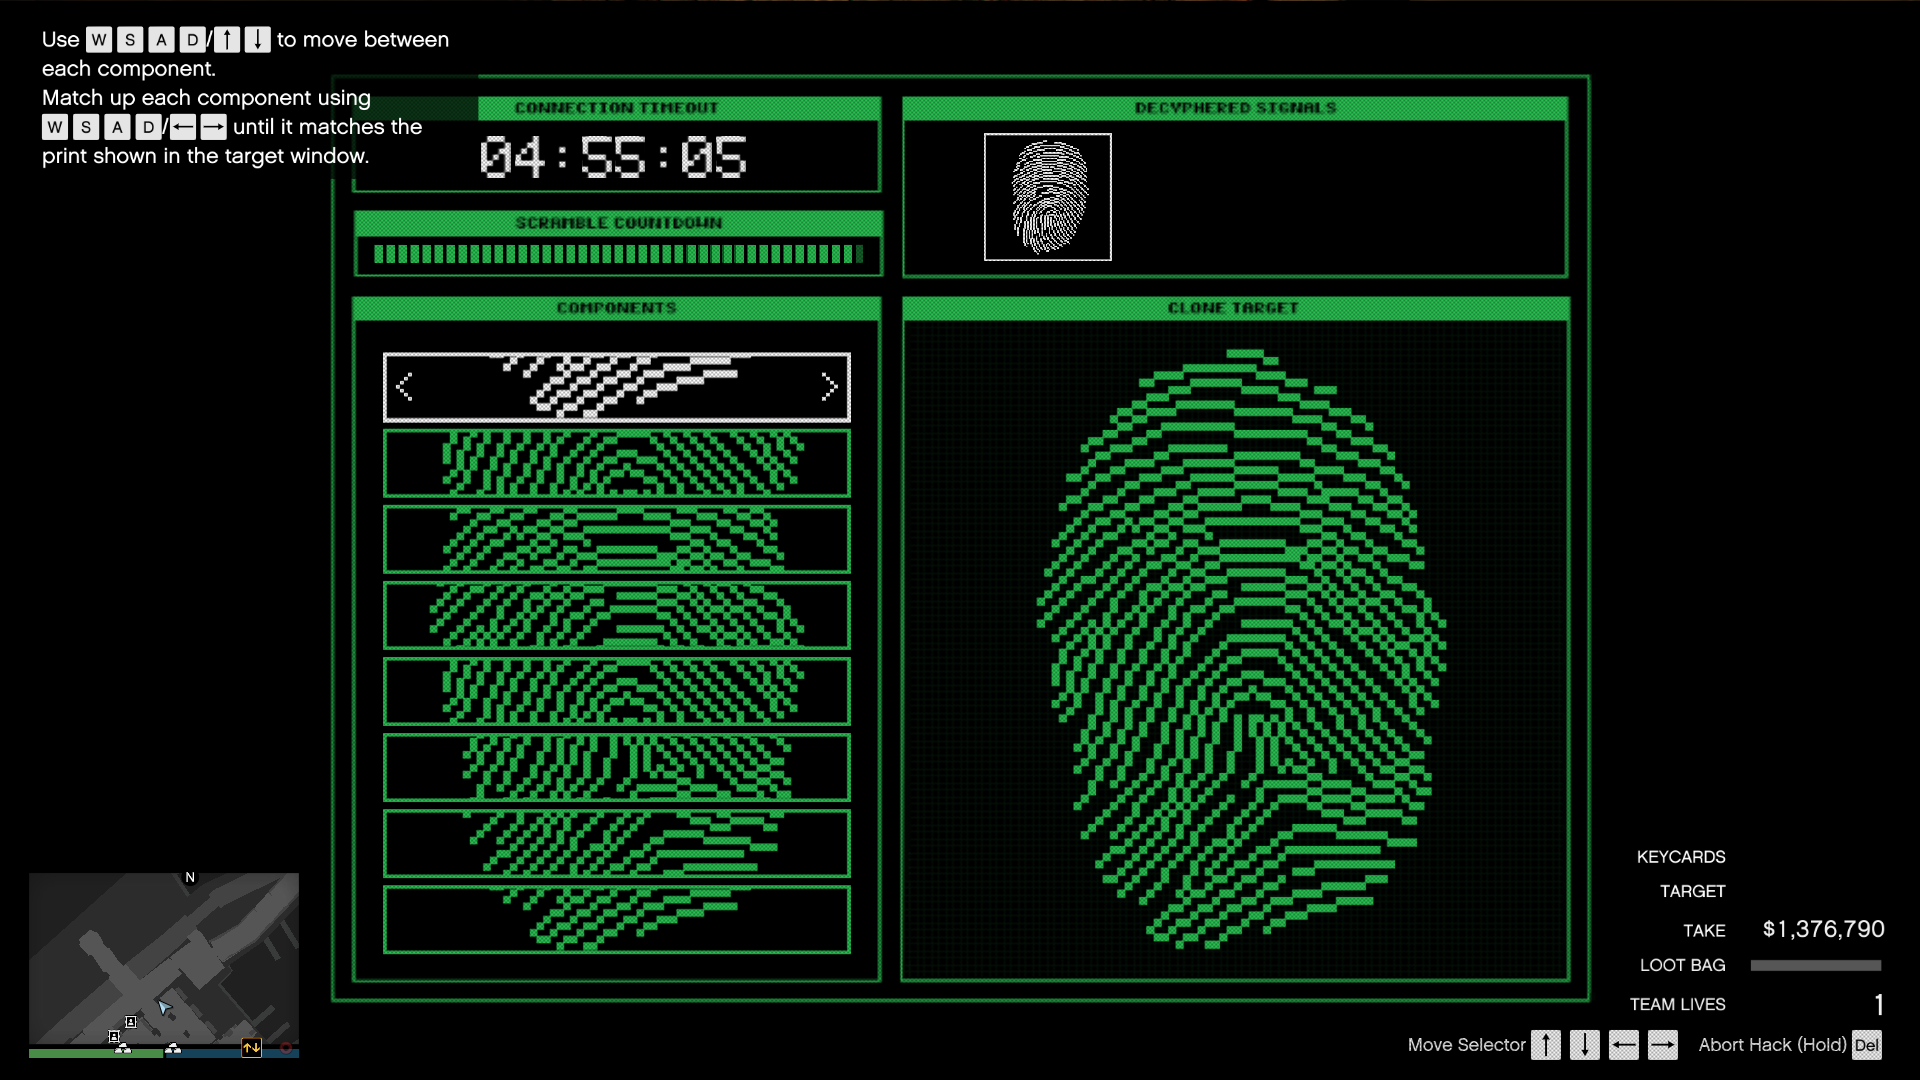 Use W S A D/↑ ↓ to move between
each component.
Match up each component using
W S A D/← → until it matches the
print shown in the target window.
CONNECTION TIMEOUT
04:55:05
DECYPHERED SIGNALS
SCRAMBLE COUNTDOWN
COMPONENTS
CLONE TARGET
N
KEYCARDS
TARGET
TAKE $1,376,790
LOOT BAG
TEAM LIVES 1
Move Selector ↑ ↓ ← → Abort Hack (Hold) Del